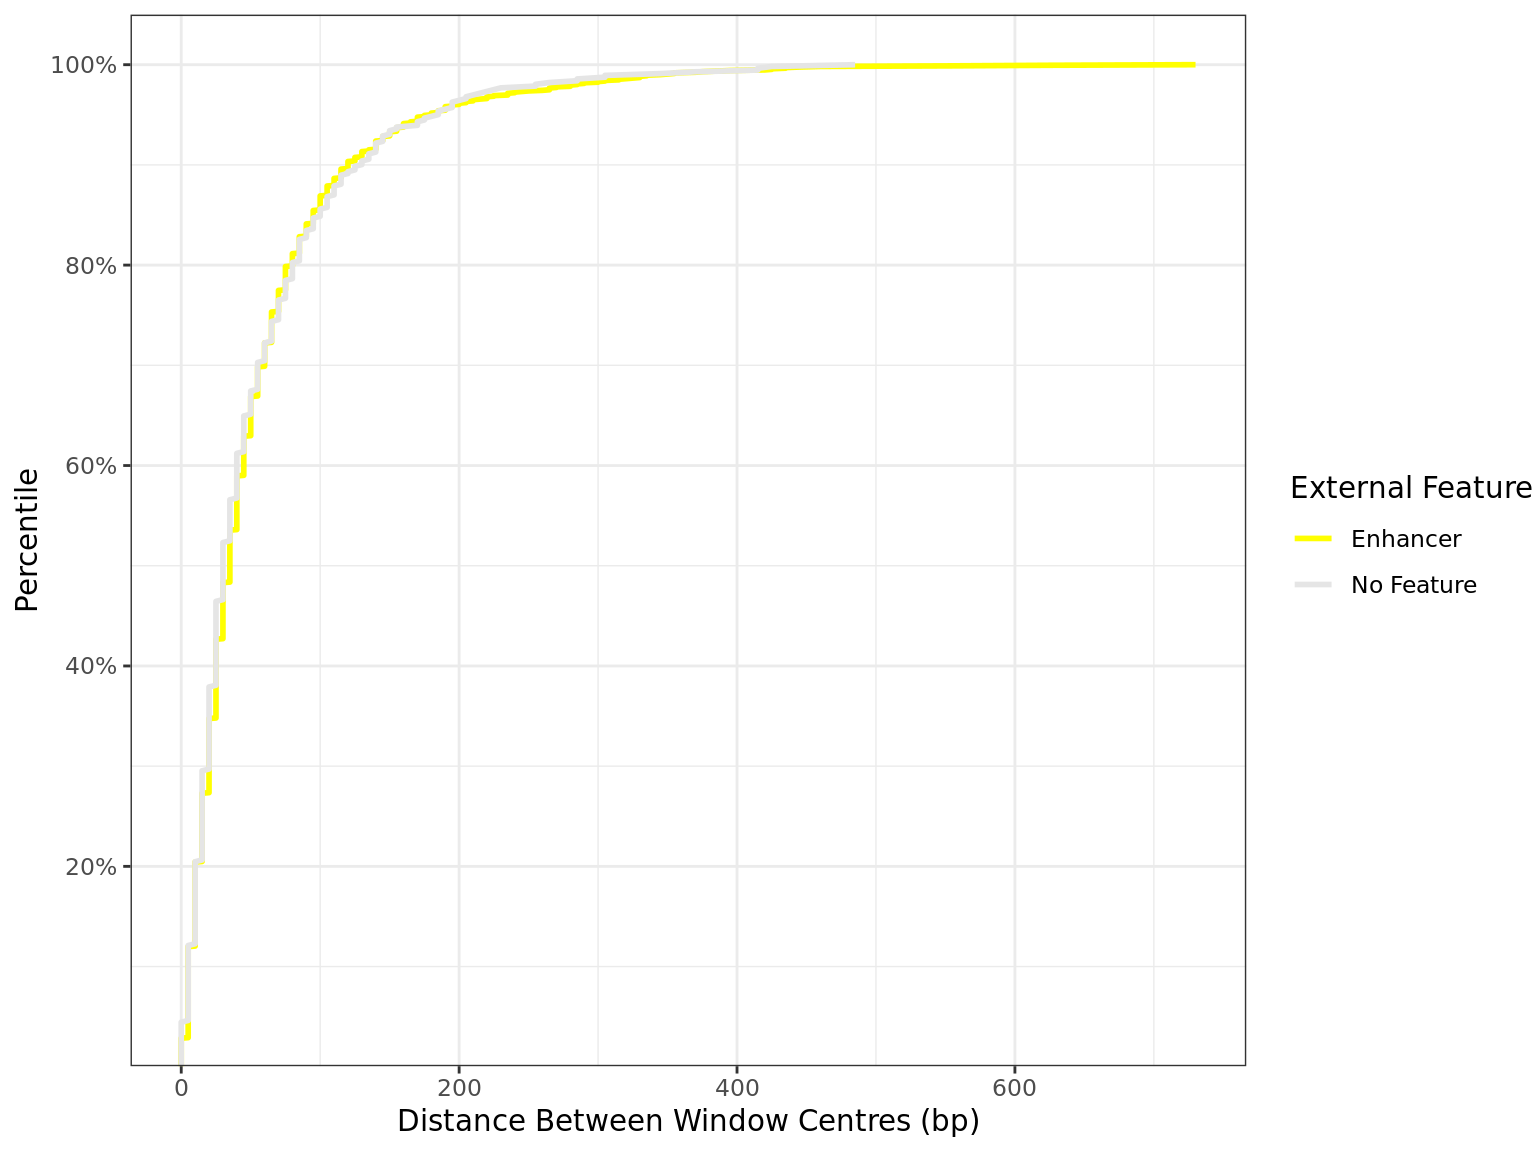 100%
80%
60%
40%
20%
Percentile
0 200 400 600
Distance Between Window Centres (bp)
External Feature
Enhancer
No Feature